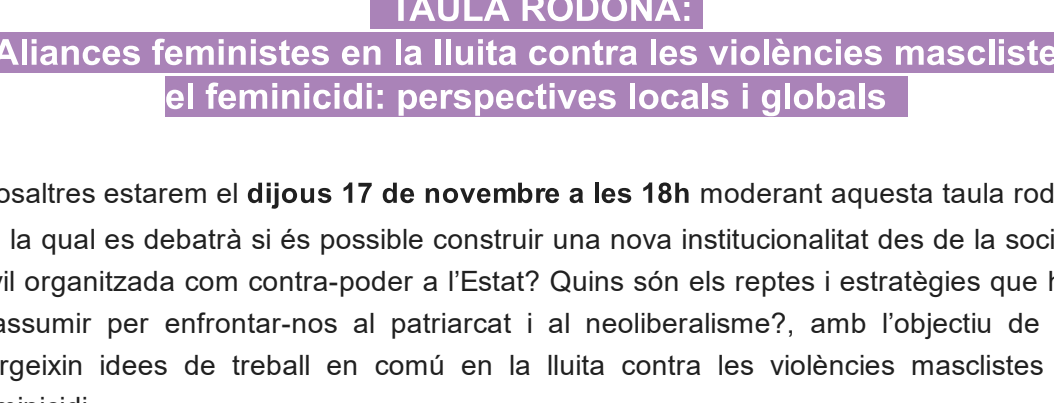 TAULA RODONA:
Aliances feministes en la lluita contra les violències mascliste
el feminicidi: perspectives locals i globals
osaltres estarem el dijous 17 de novembre a les 18h moderant aquesta taula rod
la qual es debatrà si és possible construir una nova institucionalitat des de la soci
vil organitzada com contra-poder a l’Estat? Quins són els reptes i estratègies que h
assumir per enfrontar-nos al patriarcat i al neoliberalisme?, amb l’objectiu de
rgeixin idees de treball en comú en la lluita contra les violències masclistes